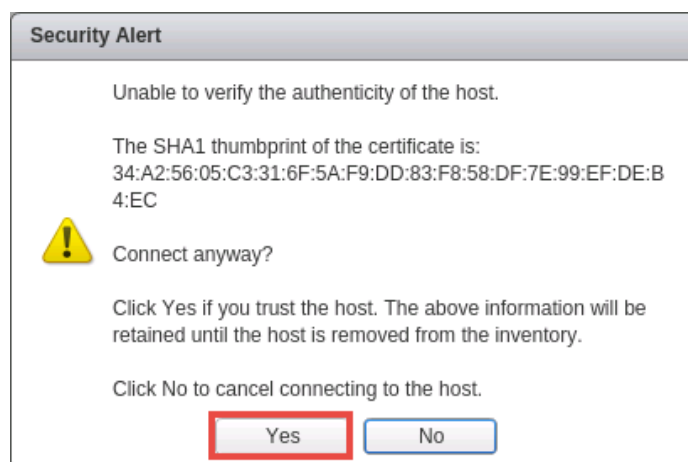 Security Alert
Unable to verify the authenticity of the host.
The SHA1 thumbprint of the certificate is:
34:A2:56:05:C3:31:6F:5A:F9:DD:83:F8:58:DF:7E:99:EF:DE:B
4:EC
Connect anyway?
Click Yes if you trust the host. The above information will be
retained until the host is removed from the inventory.
Click No to cancel connecting to the host.
Yes No